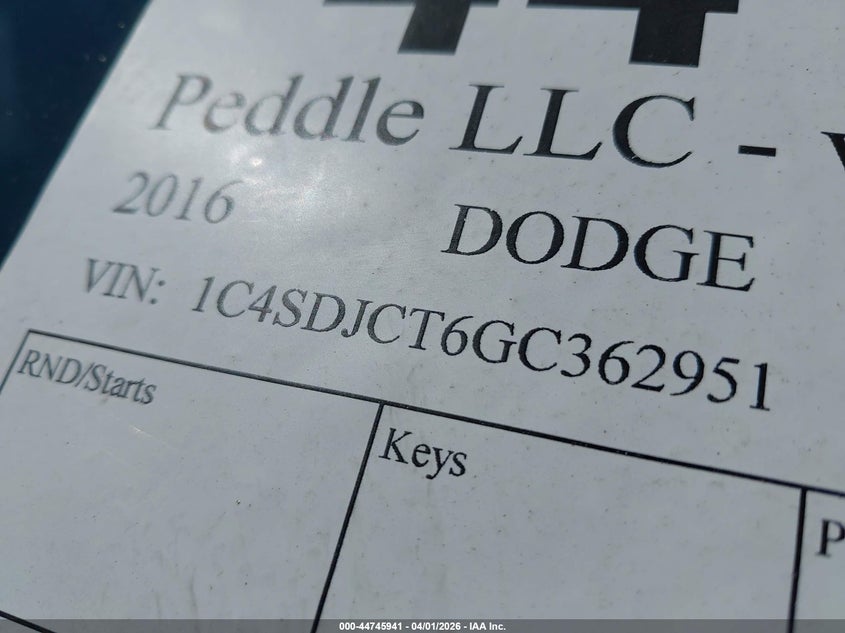 Peddle LLC -
2016 DODGE
VIN: 1C4SDJCT6GC362951
RND/Starts
Keys
P
000-44745941 - 04/01/2026 - IAA Inc.